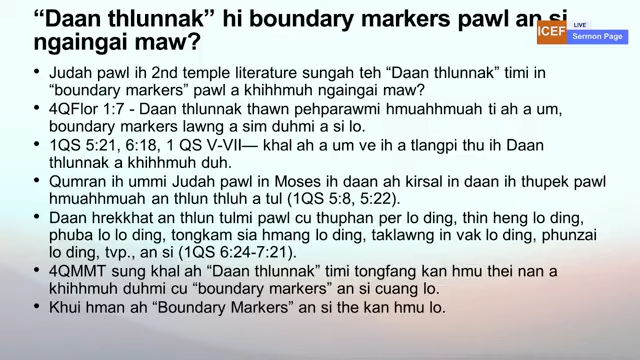 “Daan thlunnak” hi boundary markers pawl an si
ngaingai maw?
ICEF
LIVE
Sermon Page
• Judah pawl ih 2nd temple literature sungah teh “Daan thlunnak” timi in
“boundary markers” pawl a khihhmuh ngaingai maw?
• 4QFlor 1:7 - Daan thlunnak thawn pehparawmi hmuahhmuah ti ah a um,
boundary markers lawng a sim duhmi a si lo.
• 1QS 5:21, 6:18, 1 QS V-VII— khal ah a um ve ih a tlangpi thu ih Daan
thlunnak a khihhmuh duh.
• Qumran ih ummi Judah pawl in Moses ih daan ah kirsal in daan ih thupek pawl
hmuahhmuah an thlun thluh a tul (1QS 5:8, 5:22).
• Daan hrekkhat an thlun tulmi pawl cu thuphan per lo ding, thin heng lo ding,
phuba lo lo ding, tongkam sia hmang lo ding, taklawng in vak lo ding, phunzai
lo ding, tvp., an si (1QS 6:24-7:21).
• 4QMMT sung khal ah “Daan thlunnak” timi tongfang kan hmu thei nan a
khihhmuh duhmi cu “boundary markers” an si cuang lo.
• Khui hman ah “Boundary Markers” an si the kan hmu lo.